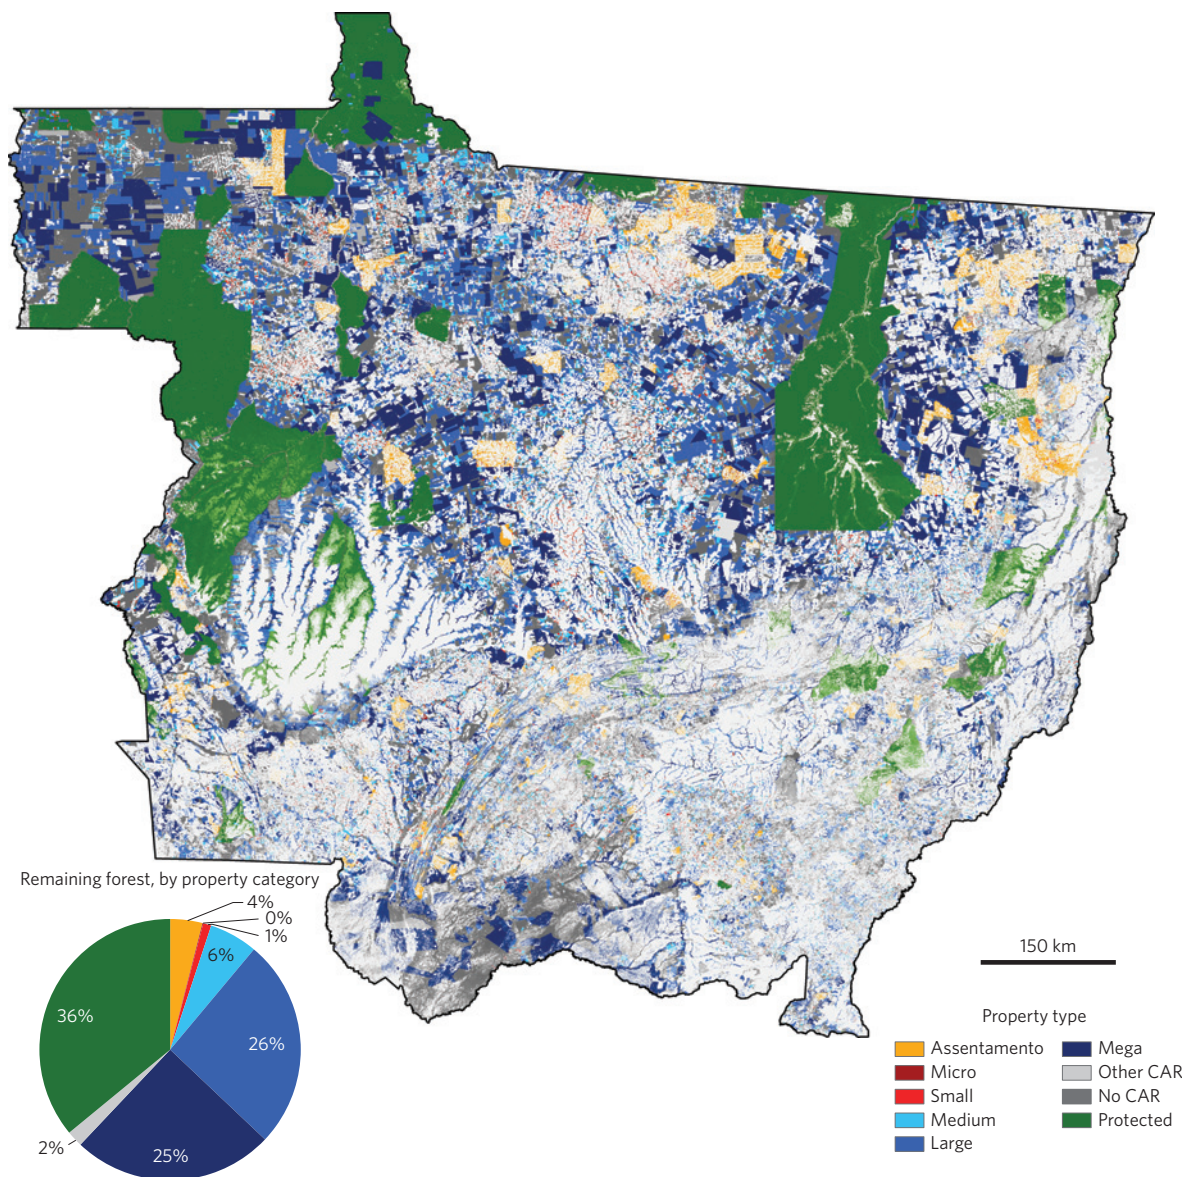 Remaining forest, by property category
4%
0%
1%
6%
36%
26%
2%
25%
150 km
Property type
Assentamento
Micro
Small
Medium
Large
Mega
Other CAR
No CAR
Protected